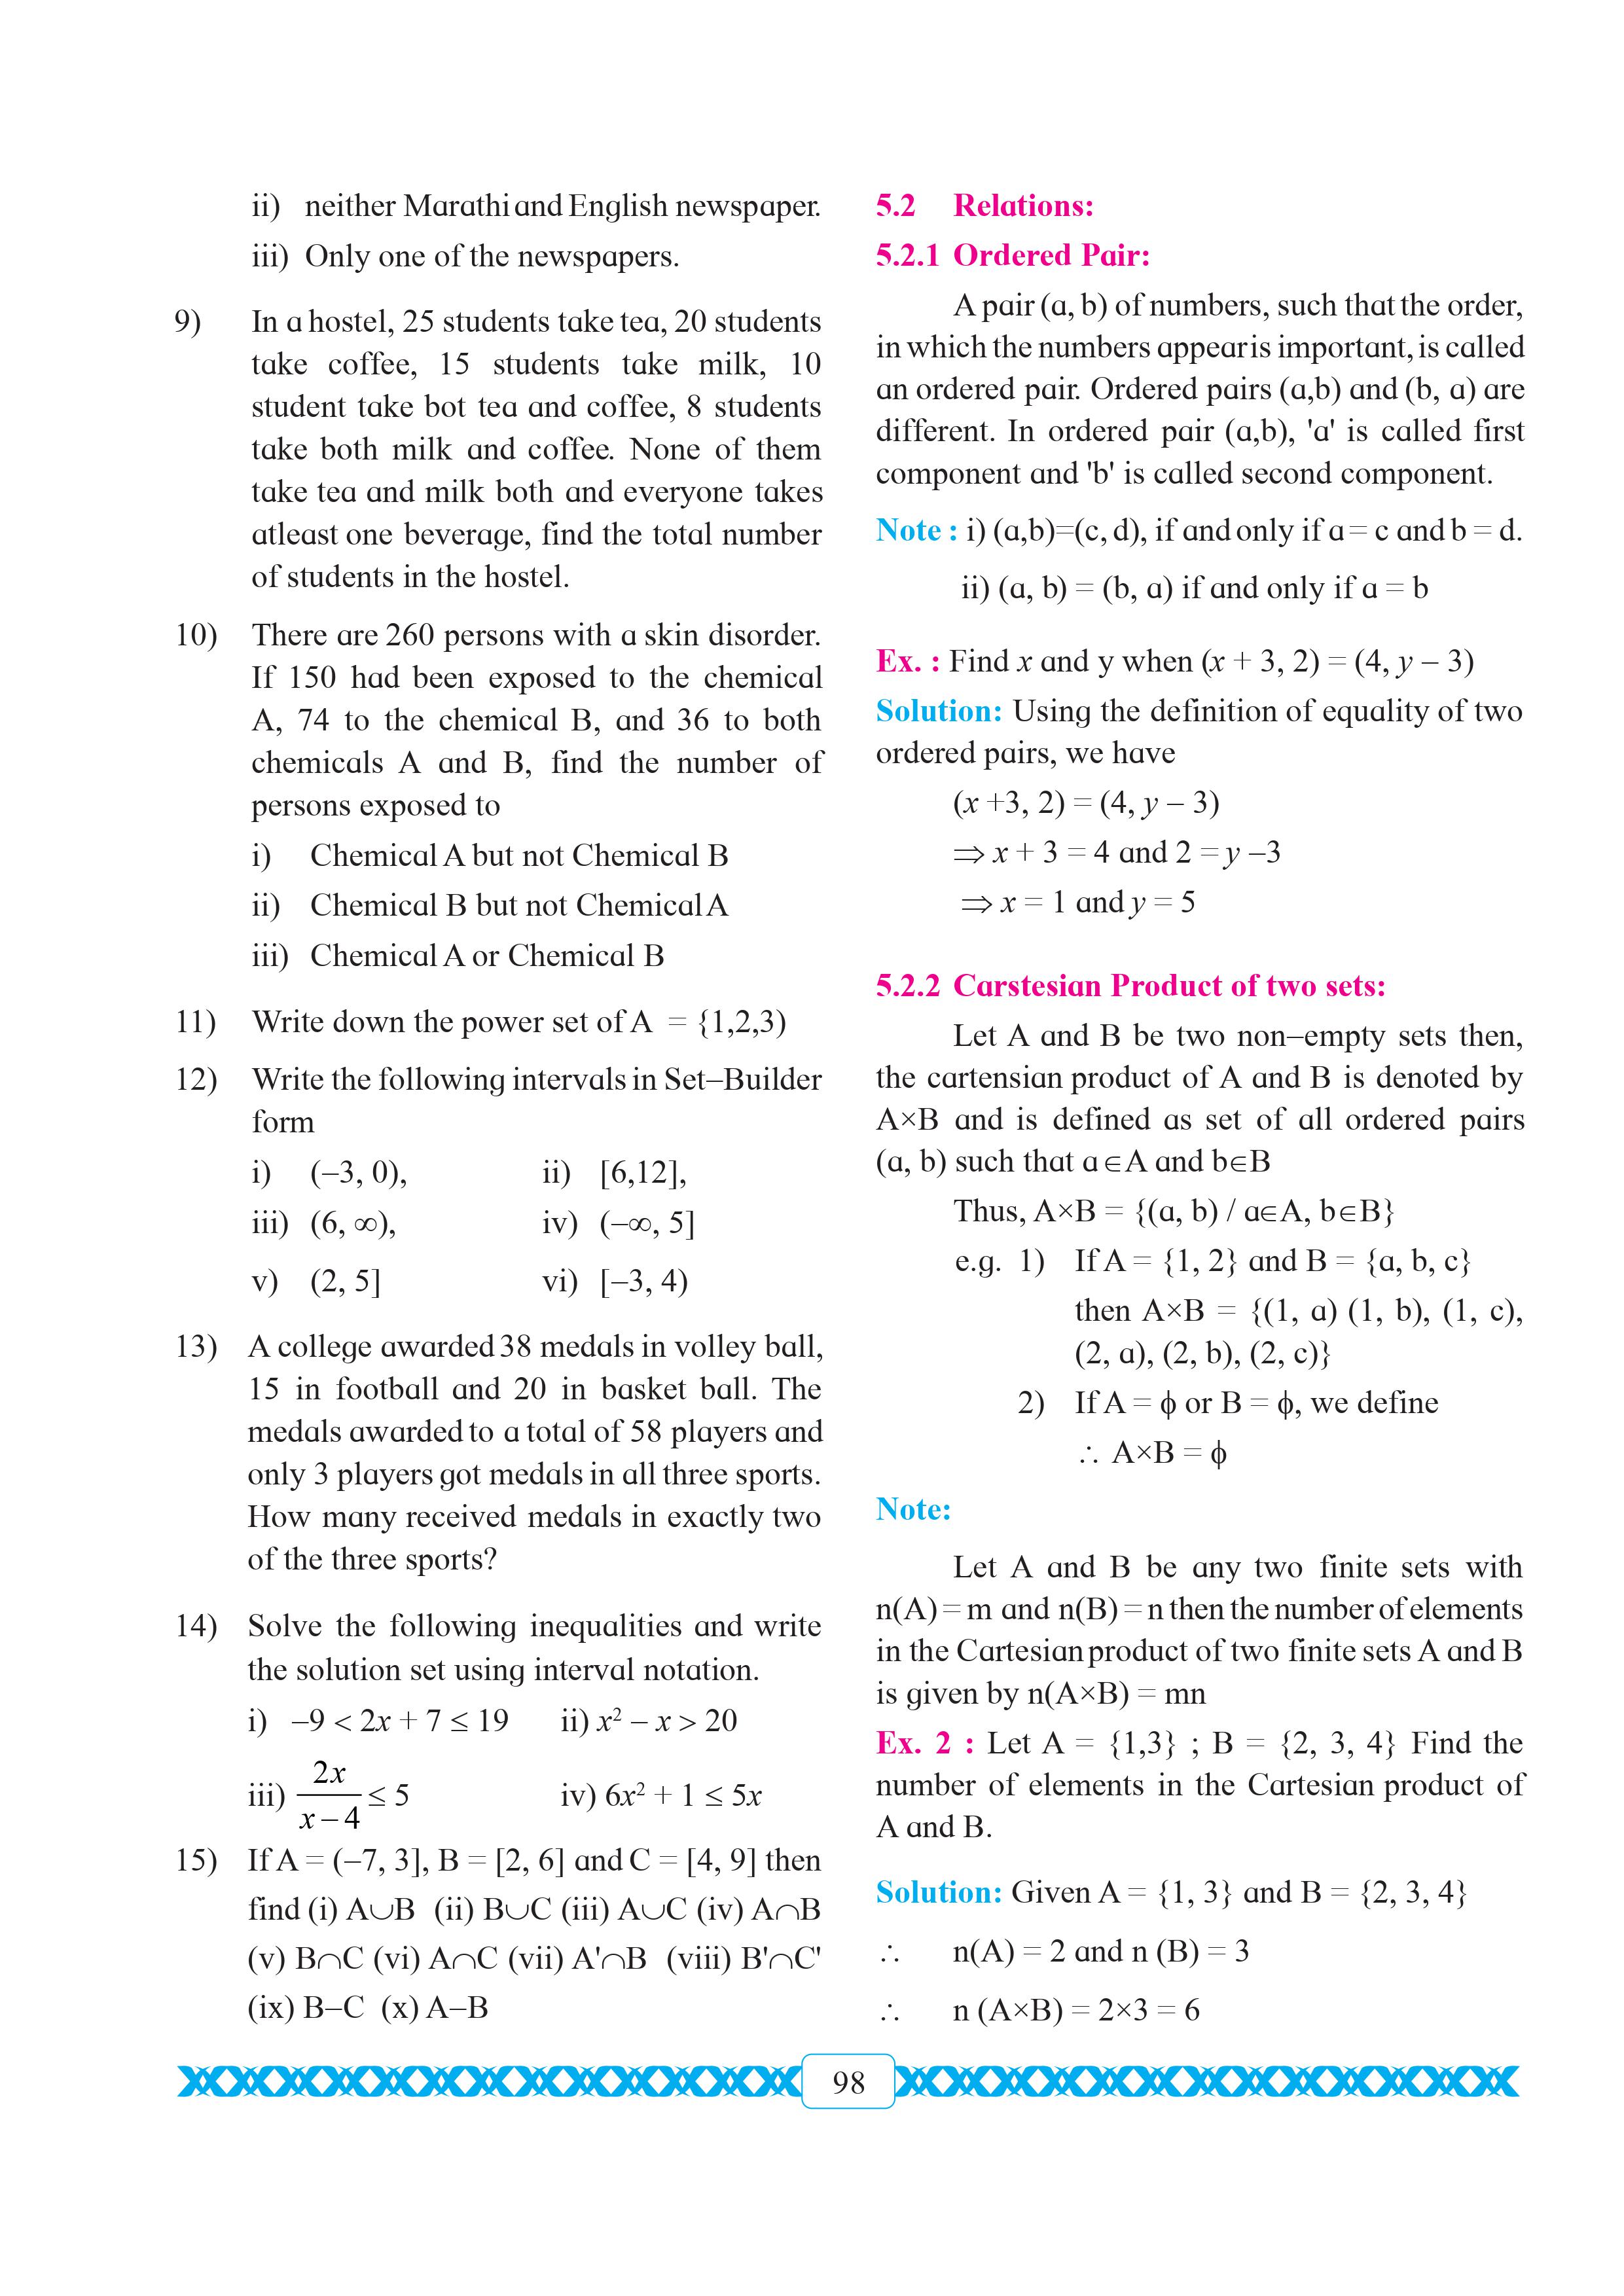 ii) neither Marathi and English newspaper.
iii) Only one of the newspapers.
9) In a hostel, 25 students take tea, 20 students
take coffee, 15 students take milk, 10
student take bot tea and coffee, 8 students
take both milk and coffee. None of them
take tea and milk both and everyone takes
atleast one beverage, find the total number
of students in the hostel.
10) There are 260 persons with a skin disorder.
If 150 had been exposed to the chemical
A, 74 to the chemical B, and 36 to both
chemicals A and B, find the number of
persons exposed to
i) Chemical A but not Chemical B
ii) Chemical B but not Chemical A
iii) Chemical A or Chemical B
11) Write down the power set of A = {1,2,3)
12) Write the following intervals in Set–Builder
form
i) (–3, 0), ii) [6,12],
iii) (6, ∞), iv) (–∞, 5]
v) (2, 5] vi) [–3, 4)
13) A college awarded 38 medals in volley ball,
15 in football and 20 in basket ball. The
medals awarded to a total of 58 players and
only 3 players got medals in all three sports.
How many received medals in exactly two
of the three sports?
14) Solve the following inequalities and write
the solution set using interval notation.
i) –9 < 2x + 7 ≤ 19 ii) x² – x > 20
iii) 2x/(x – 4) ≤ 5 iv) 6x² + 1 ≤ 5x
15) If A = (–7, 3], B = [2, 6] and C = [4, 9] then
find (i) A∪B (ii) B∪C (iii) A∪C (iv) A∩B
(v) B∩C (vi) A∩C (vii) A'∩B (viii) B'∩C'
(ix) B–C (x) A–B
5.2 Relations:
5.2.1 Ordered Pair:
A pair (a, b) of numbers, such that the order,
in which the numbers appear is important, is called
an ordered pair. Ordered pairs (a,b) and (b, a) are
different. In ordered pair (a,b), 'a' is called first
component and 'b' is called second component.
Note : i) (a,b)=(c, d), if and only if a = c and b = d.
ii) (a, b) = (b, a) if and only if a = b
Ex. : Find x and y when (x + 3, 2) = (4, y – 3)
Solution: Using the definition of equality of two
ordered pairs, we have
(x +3, 2) = (4, y – 3)
⇒ x + 3 = 4 and 2 = y –3
⇒ x = 1 and y = 5
5.2.2 Carstesian Product of two sets:
Let A and B be two non–empty sets then,
the cartensian product of A and B is denoted by
A×B and is defined as set of all ordered pairs
(a, b) such that a∈A and b∈B
Thus, A×B = {(a, b) / a∈A, b∈B}
e.g. 1) If A = {1, 2} and B = {a, b, c}
then A×B = {(1, a) (1, b), (1, c),
(2, a), (2, b), (2, c)}
2) If A = ϕ or B = ϕ, we define
∴ A×B = ϕ
Note:
Let A and B be any two finite sets with
n(A) = m and n(B) = n then the number of elements
in the Cartesian product of two finite sets A and B
is given by n(A×B) = mn
Ex. 2 : Let A = {1,3} ; B = {2, 3, 4} Find the
number of elements in the Cartesian product of
A and B.
Solution: Given A = {1, 3} and B = {2, 3, 4}
∴ n(A) = 2 and n (B) = 3
∴ n (A×B) = 2×3 = 6
98